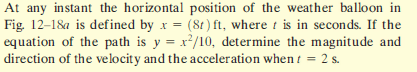 At any instant the horizontal position of the weather balloon in
Fig. 12–18a is defined by x = (8t) ft, where t is in seconds. If the
equation of the path is y = x²/10, determine the magnitude and
direction of the velocity and the acceleration when t = 2 s.